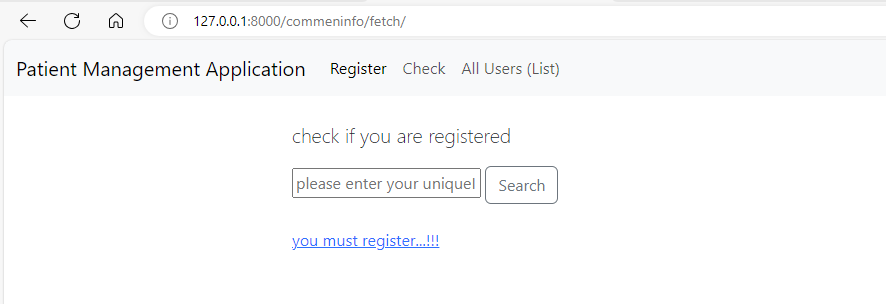 127.0.0.1:8000/commeninfo/fetch/
Patient Management Application Register Check All Users (List)
check if you are registered
please enter your uniqueI Search
you must register...!!!